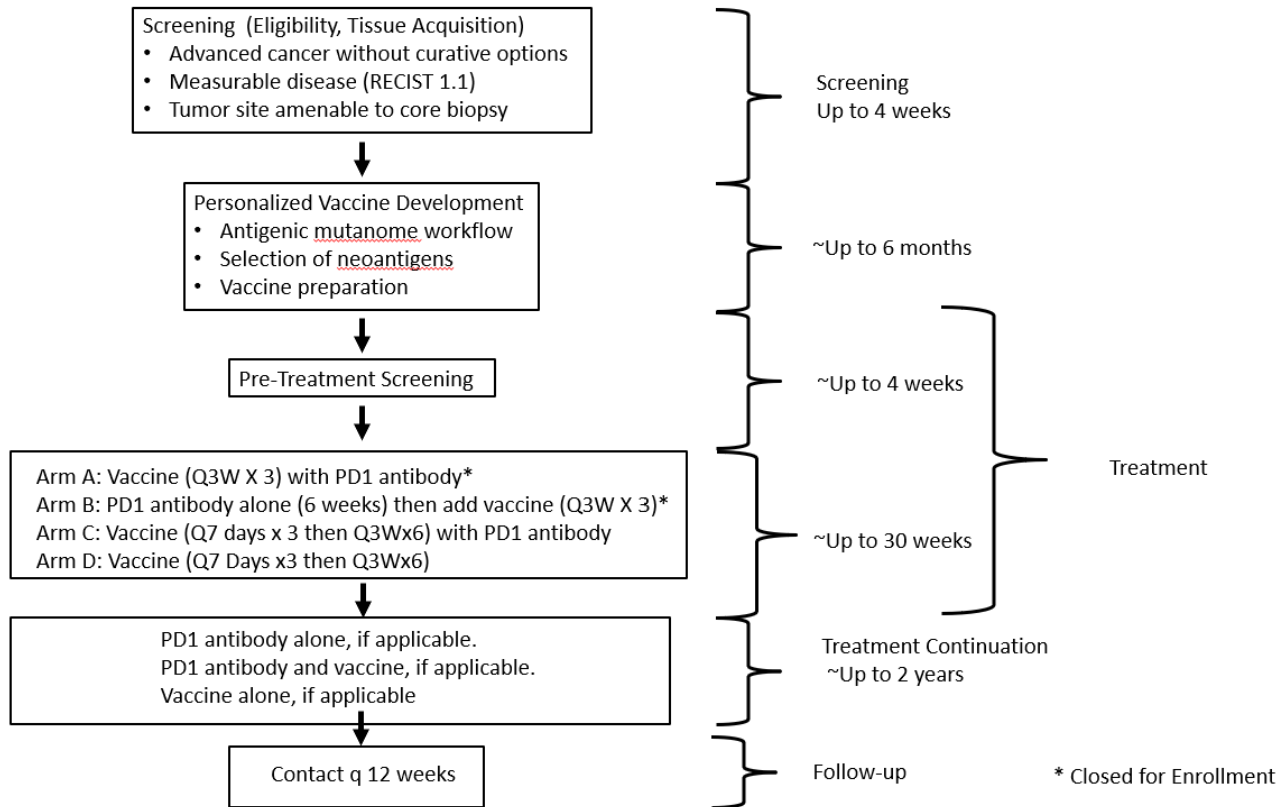 Screening  (Eligibility, Tissue Acquisition)
• Advanced cancer without curative options
• Measurable disease (RECIST 1.1)
• Tumor site amenable to core biopsy
Screening
Up to 4 weeks
Personalized Vaccine Development
• Antigenic mutanome workflow
• Selection of neoantigens
• Vaccine preparation
~Up to 6 months
Pre-Treatment Screening
~Up to 4 weeks
Arm A: Vaccine (Q3W X 3) with PD1 antibody*
Arm B: PD1 antibody alone (6 weeks) then add vaccine (Q3W X 3)*
Arm C: Vaccine (Q7 days x 3 then Q3Wx6) with PD1 antibody
Arm D: Vaccine (Q7 Days x3 then Q3Wx6)
~Up to 30 weeks
Treatment
PD1 antibody alone, if applicable.
PD1 antibody and vaccine, if applicable.
Vaccine alone, if applicable
Treatment Continuation
~Up to 2 years
Contact q 12 weeks
Follow-up
* Closed for Enrollment